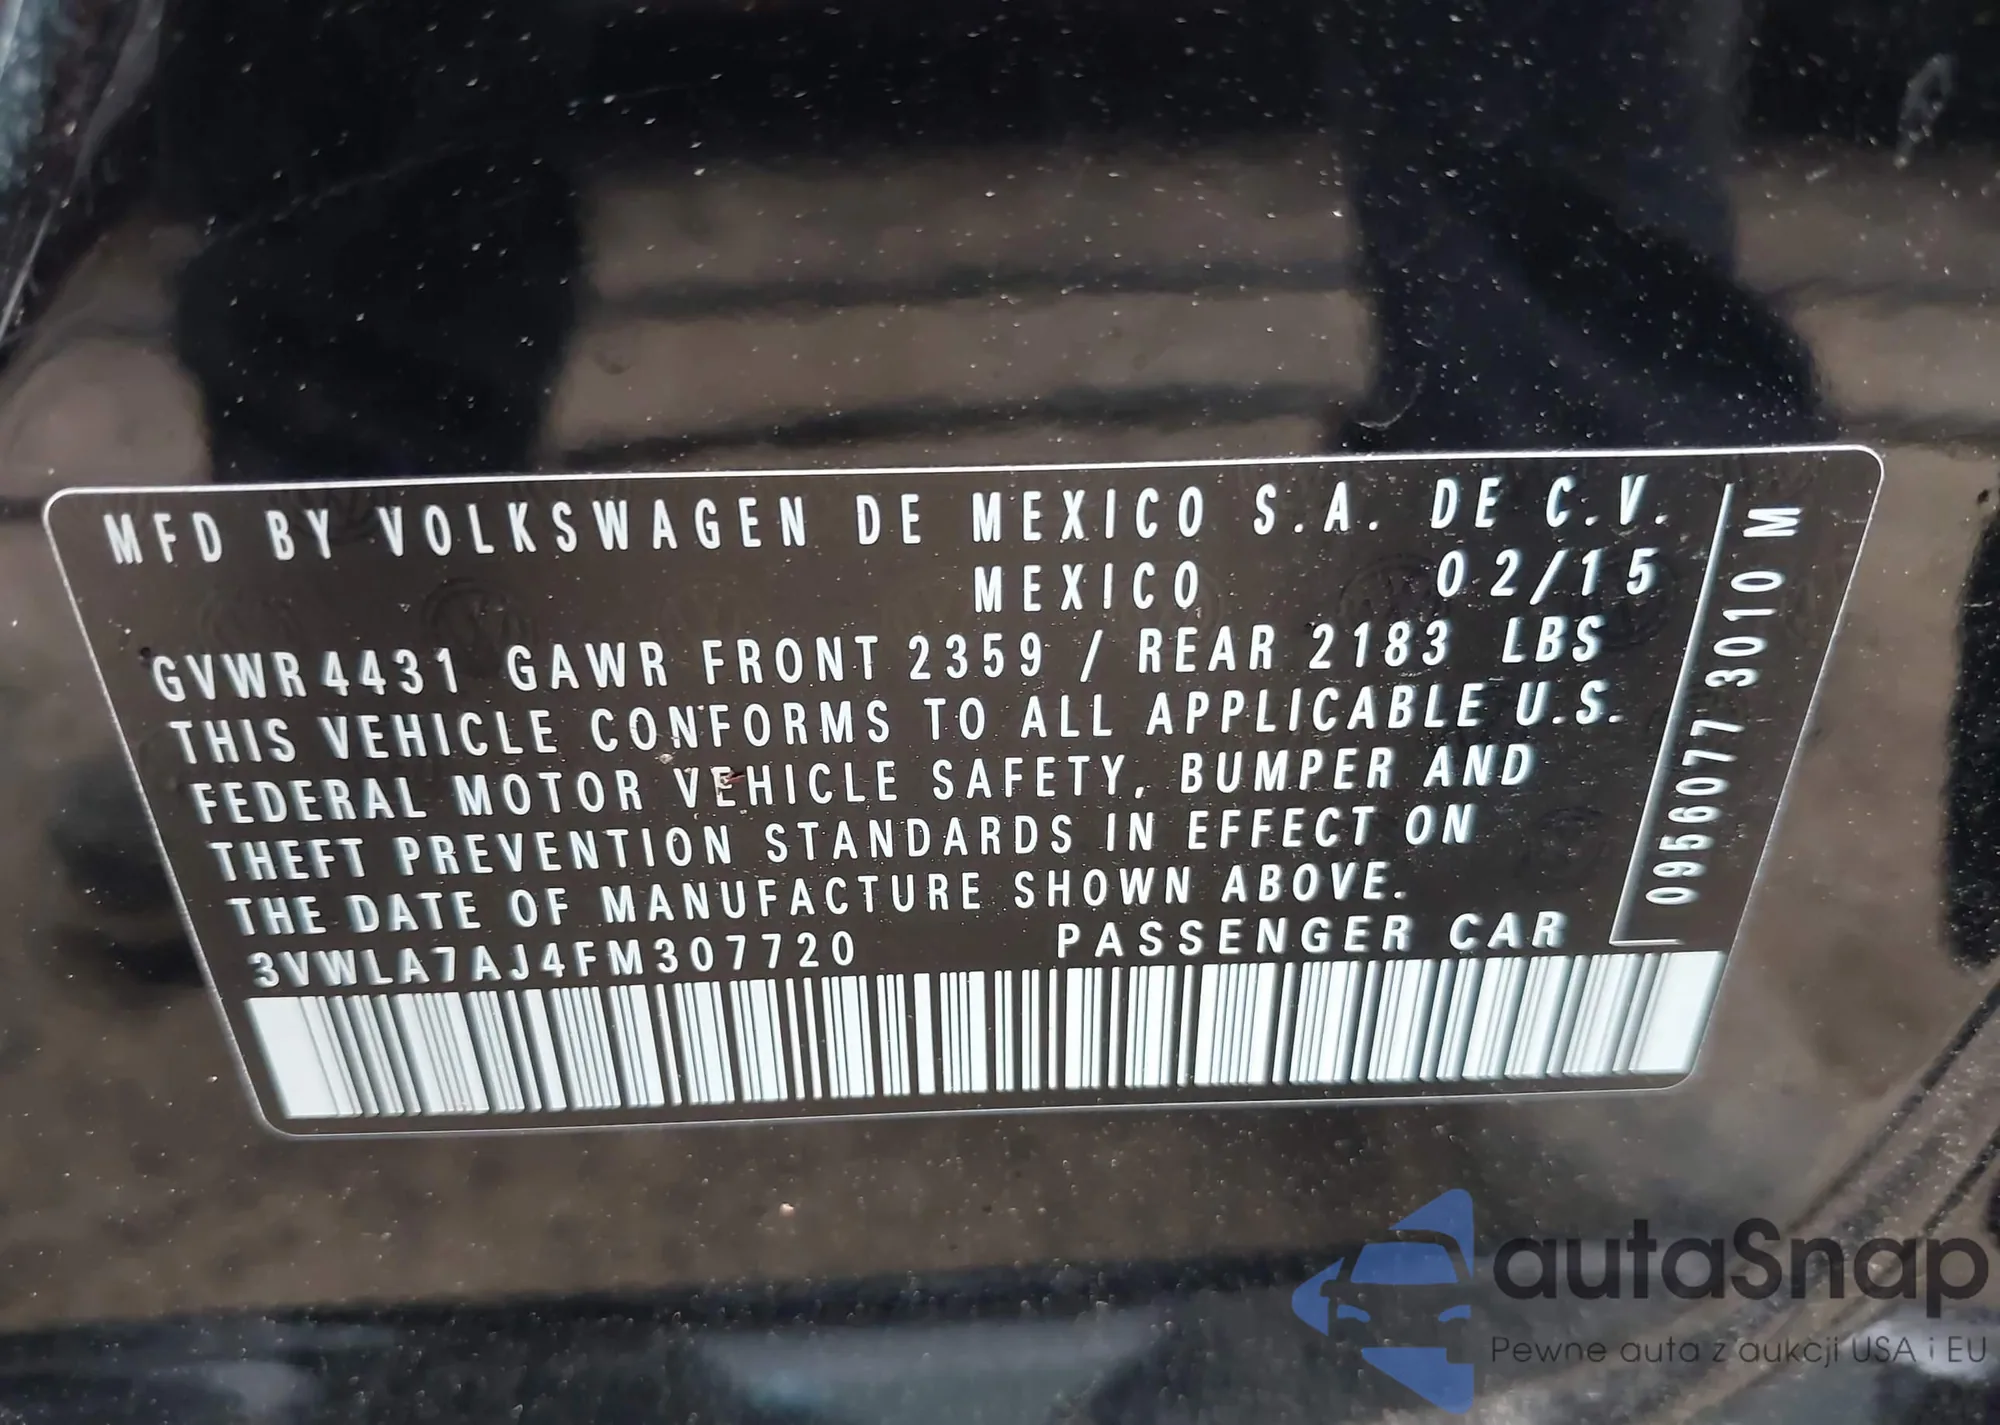 MFD BY VOLKSWAGEN DE MEXICO S.A. DE C.V.
MEXICO 02/15
GVWR 4431 GAWR FRONT 2359 / REAR 2183 LBS
THIS VEHICLE CONFORMS TO ALL APPLICABLE U.S.
FEDERAL MOTOR VEHICLE SAFETY, BUMPER AND
THEFT PREVENTION STANDARDS IN EFFECT ON
THE DATE OF MANUFACTURE SHOWN ABOVE.
3VWLA7AJ4FM307720 PASSENGER CAR
0956077 3010 M
autaSnap
Pewne auta z aukcji USA i EU